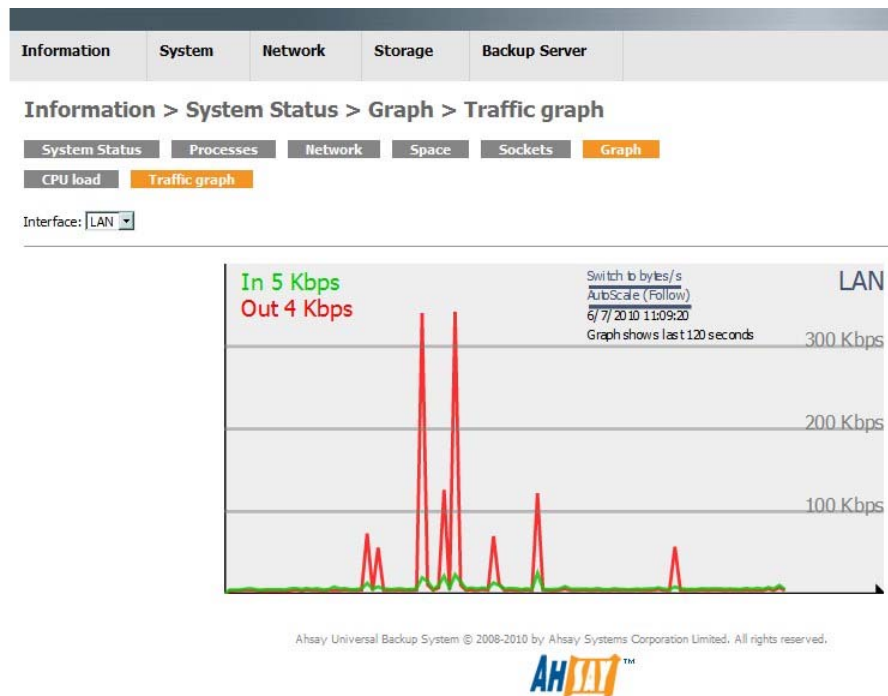 Information System Network Storage Backup Server
Information > System Status > Graph > Traffic graph
System Status Processes Network Space Sockets Graph
CPU load Traffic graph
Interface: LAN
In 5 Kbps
Out 4 Kbps
Switch to bytes/s
AutoScale (Follow)
6/7/2010 11:09:20
Graph shows last 120 seconds
LAN
300 Kbps
200 Kbps
100 Kbps
Ahsay Universal Backup System © 2008-2010 by Ahsay Systems Corporation Limited. All rights reserved.
AHSAY™